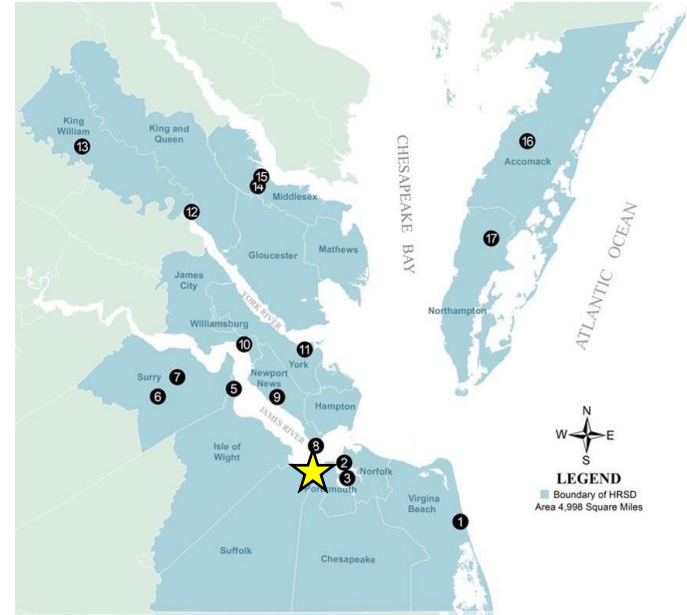 King
William
13
King and
Queen
15
14
Middlesex
12
Gloucester
Mathews
CHESAPEAKE BAY
16
Accomack
17
Northampton
ATLANTIC OCEAN
James
City
YORK RIVER
Williamsburg
10
11
York
Surry
7
6
5
Newport
News
9
JAMES RIVER
Hampton
Isle of
Wight
8
2
Norfolk
3
Portsmouth
Virgina
Beach
1
Suffolk
Chesapeake
N
W
E
S
LEGEND
Boundary of HRSD
Area 4,998 Square Miles